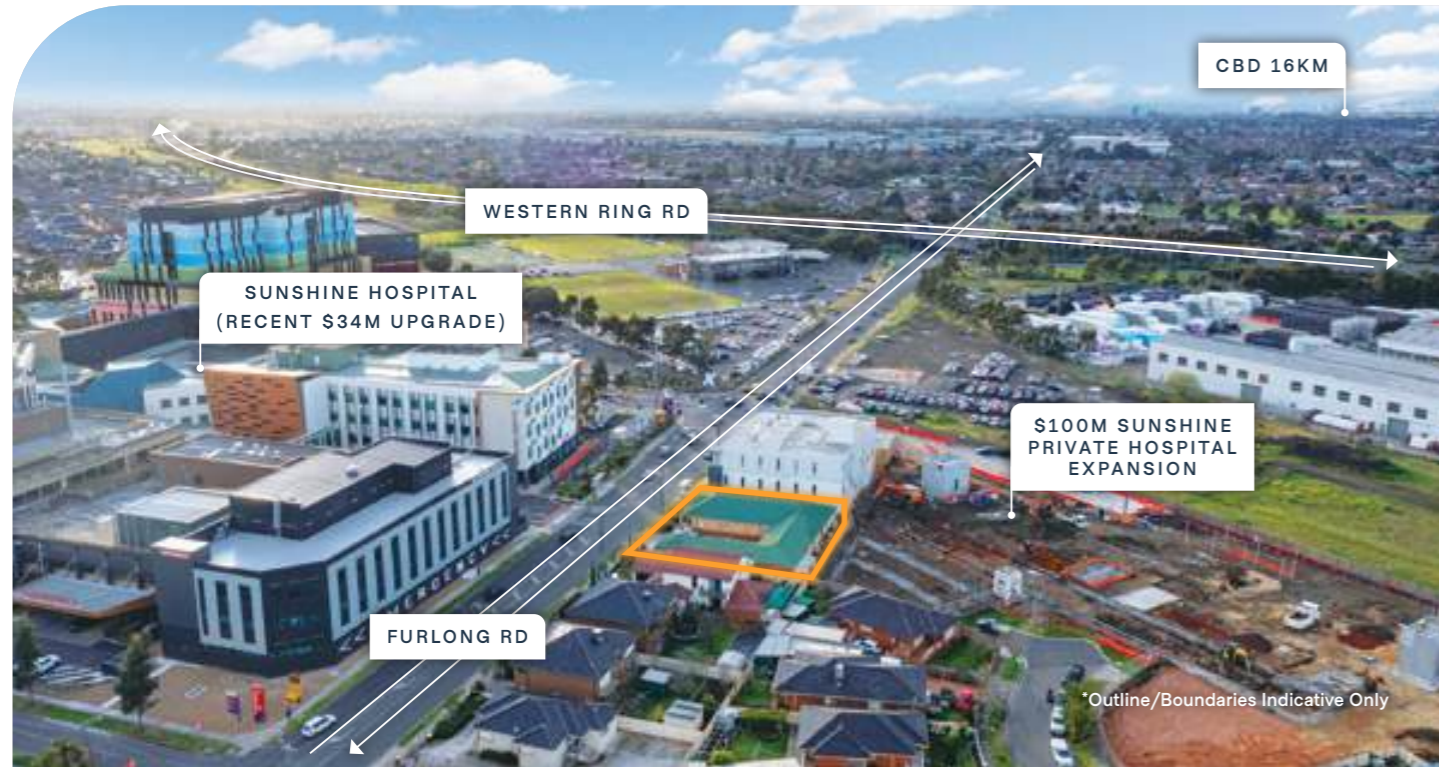 CBD 16KM
WESTERN RING RD
SUNSHINE HOSPITAL
(RECENT $34M UPGRADE)
$100M SUNSHINE
PRIVATE HOSPITAL
EXPANSION
EMERGENCY
FURLONG RD
*Outline/Boundaries Indicative Only